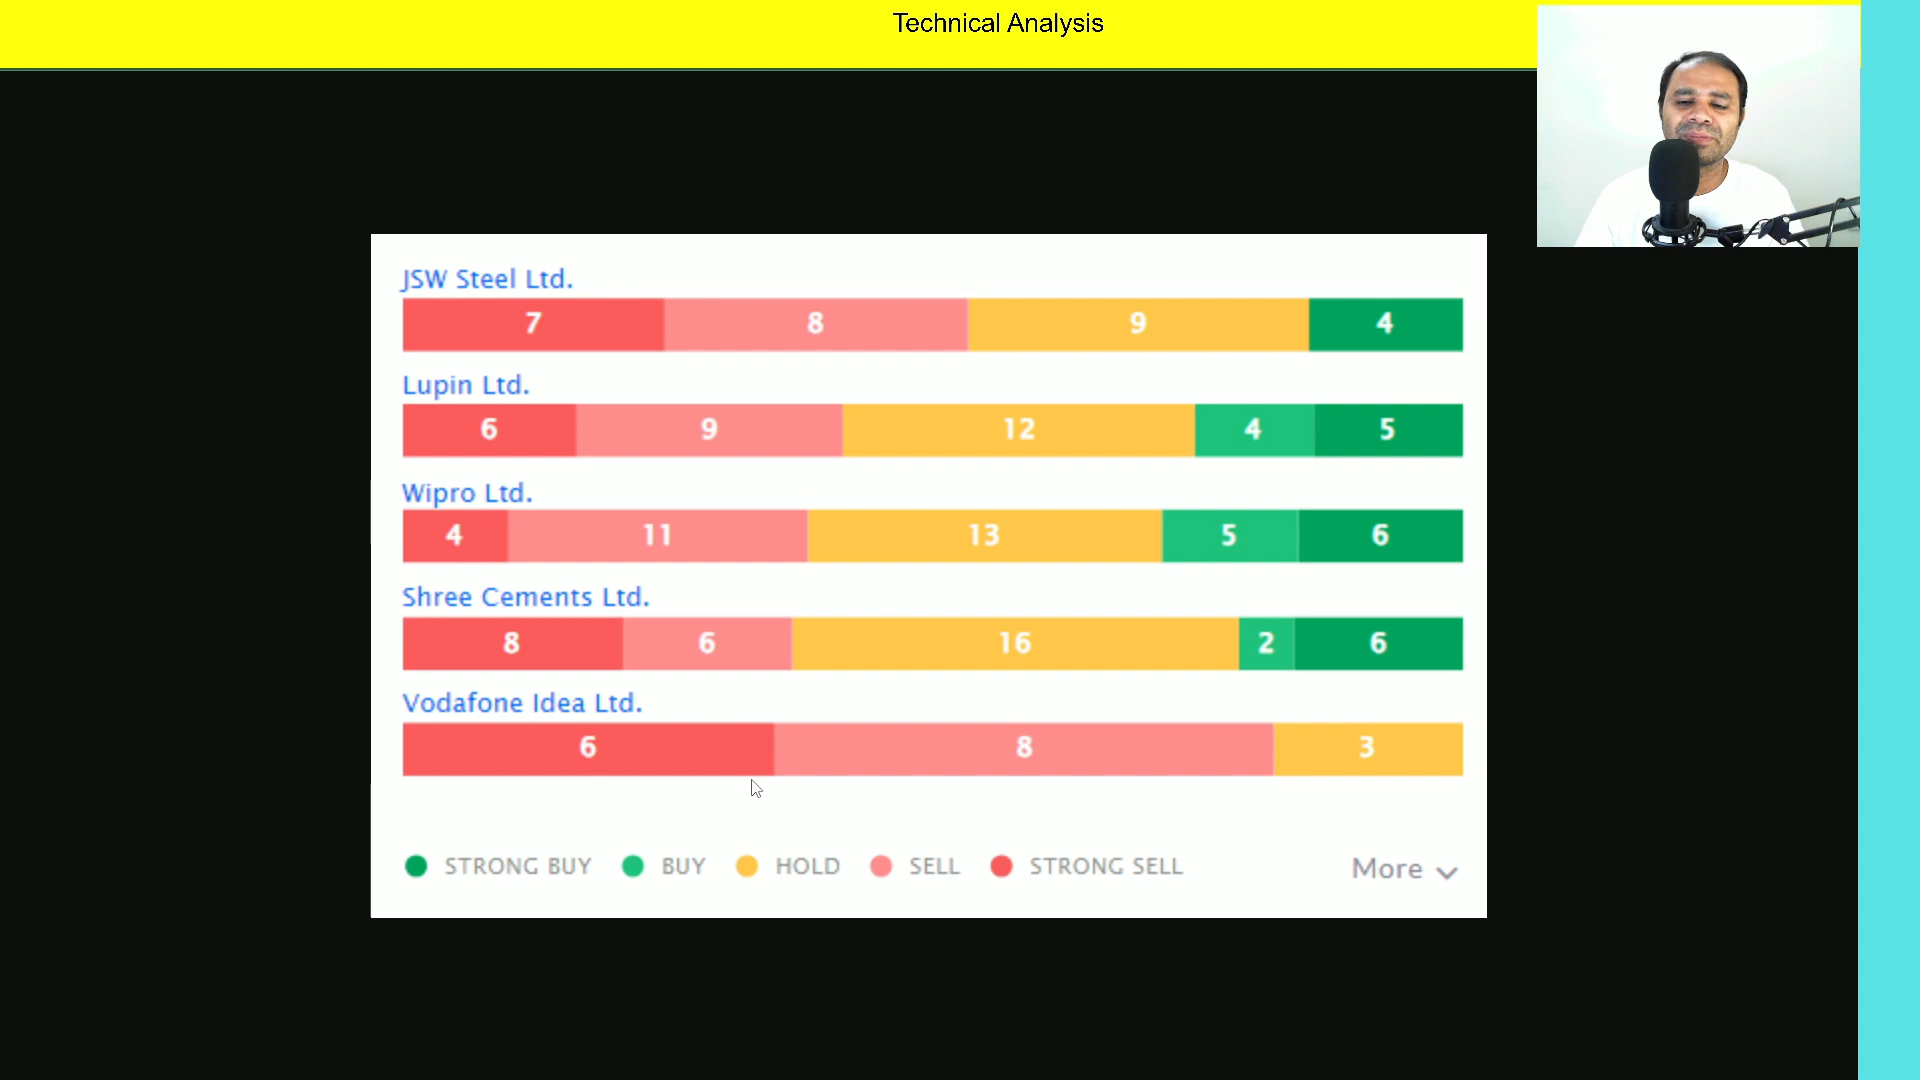 Technical Analysis
JSW Steel Ltd.
7 8 9 4
Lupin Ltd.
6 9 12 4 5
Wipro Ltd.
4 11 13 5 6
Shree Cements Ltd.
8 6 16 2 6
Vodafone Idea Ltd.
6 8 3
STRONG BUY BUY HOLD SELL STRONG SELL More